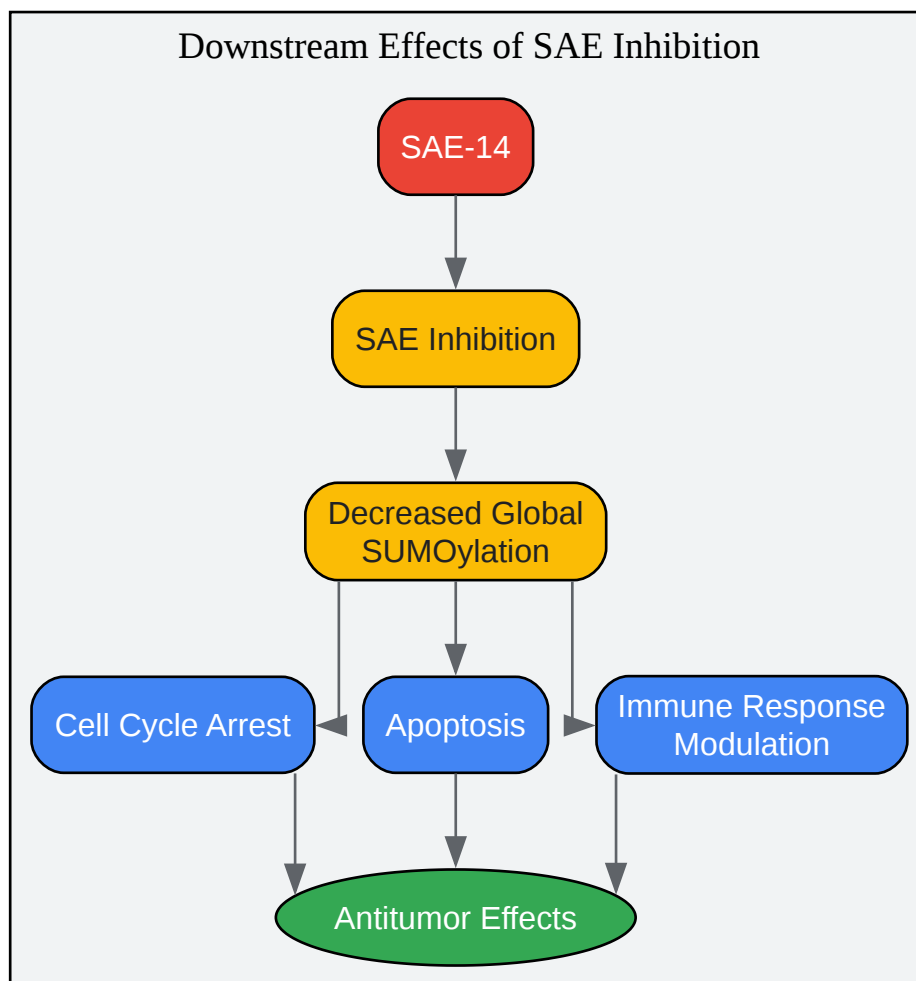 Downstream Effects of SAE Inhibition
SAE-14
SAE Inhibition
Decreased Global
SUMOylation
Cell Cycle Arrest
Apoptosis
Immune Response
Modulation
Antitumor Effects